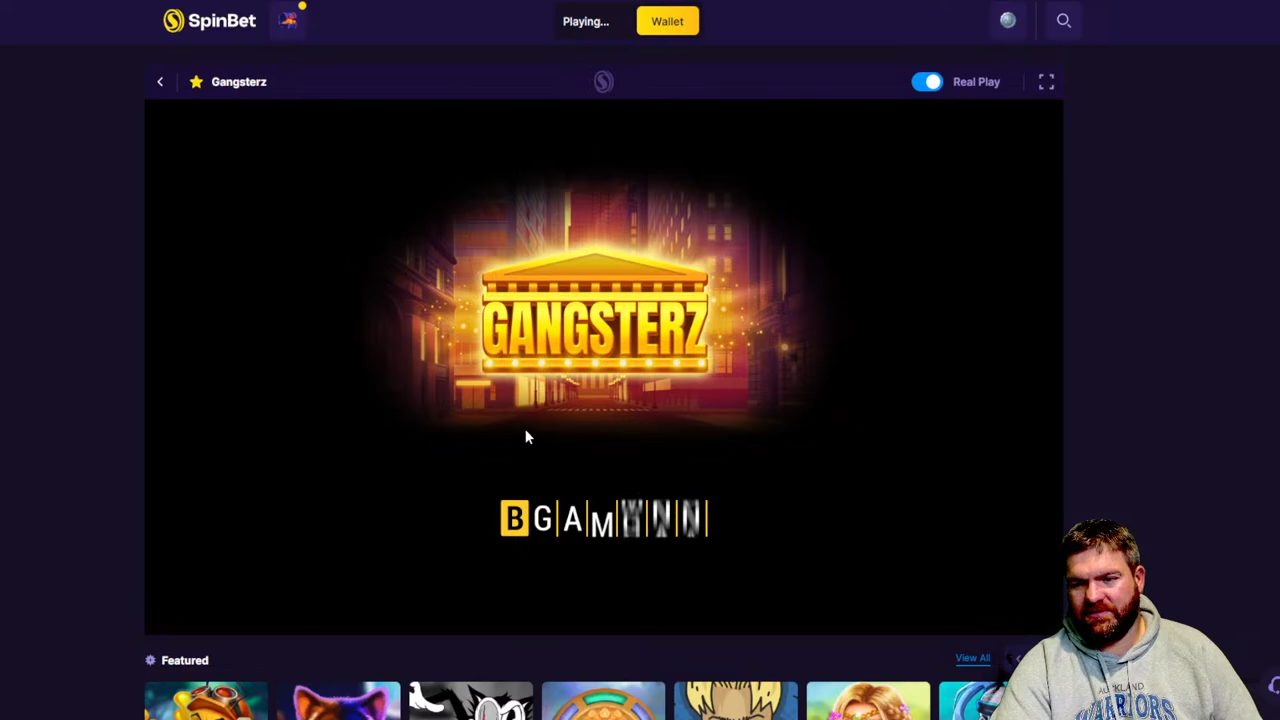 SpinBet
Playing...
Wallet
Gangsterz
Real Play
GANGSTERZ
BGAM
Featured
View All
AUCKLAND
WARRIORS